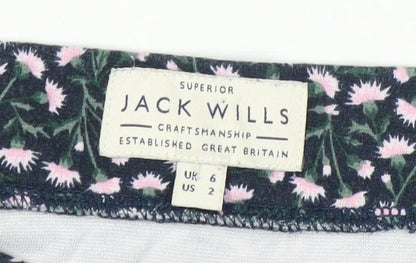 SUPERIOR
JACK WILLS
CRAFTSMANSHIP
ESTABLISHED GREAT BRITAIN
UK 6
US 2